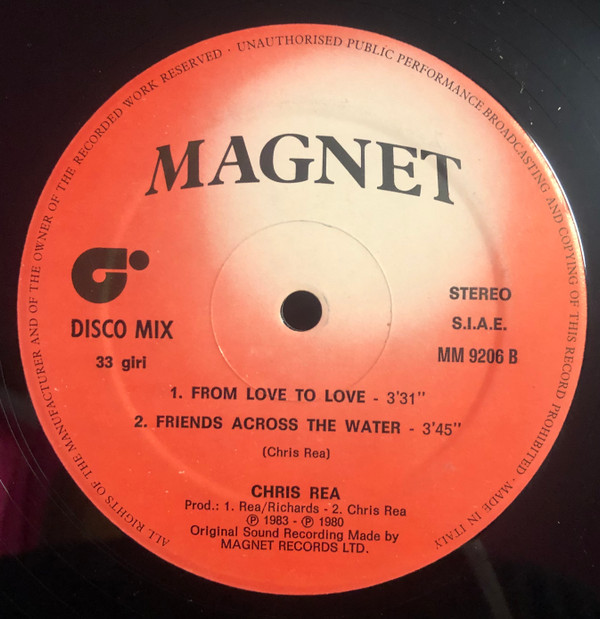 ALL RIGHTS OF THE MANUFACTURER AND OF THE OWNER OF THE RECORDED WORK RESERVED · UNAUTHORISED PUBLIC PERFORMANCE BROADCASTING AND COPYING OF THIS RECORD PROHIBITED · MADE IN ITALY
MAGNET
DISCO MIX
33 giri
STEREO
S.I.A.E.
MM 9206 B
1. FROM LOVE TO LOVE - 3'31"
2. FRIENDS ACROSS THE WATER - 3'45"
(Chris Rea)
CHRIS REA
Prod.: 1. Rea/Richards - 2. Chris Rea
℗ 1983 - ℗ 1980
Original Sound Recording Made by
MAGNET RECORDS LTD.